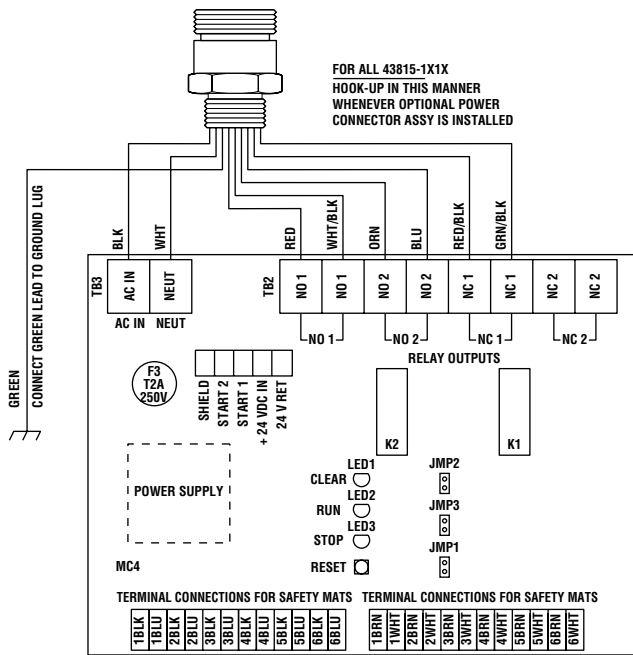 FOR ALL 43815-1X1X
HOOK-UP IN THIS MANNER
WHENEVER OPTIONAL POWER
CONNECTOR ASSY IS INSTALLED
GREEN
CONNECT GREEN LEAD TO GROUND LUG
BLK
WHT
RED
WHT/BLK
ORN
BLU
RED/BLK
GRN/BLK
TB3
AC IN
NEUT
TB2
NO 1
NO 1
NO 2
NO 2
NC 1
NC 1
NC 2
NC 2
AC IN NEUT
NO 1
NO 2
NC 1
NC 2
RELAY OUTPUTS
F3
T2A
250V
SHIELD
START 2
START 1
+ 24 VDC IN
24 V RET
K2
K1
POWER SUPPLY
LED1
CLEAR
LED2
RUN
LED3
STOP
RESET
JMP2
JMP3
JMP1
MC4
TERMINAL CONNECTIONS FOR SAFETY MATS
1BLK
1BLU
2BLK
2BLU
3BLK
3BLU
4BLK
4BLU
5BLK
5BLU
6BLK
6BLU
TERMINAL CONNECTIONS FOR SAFETY MATS
1BRN
1WHT
2BRN
2WHT
3BRN
3WHT
4BRN
4WHT
5BRN
5WHT
6BRN
6WHT